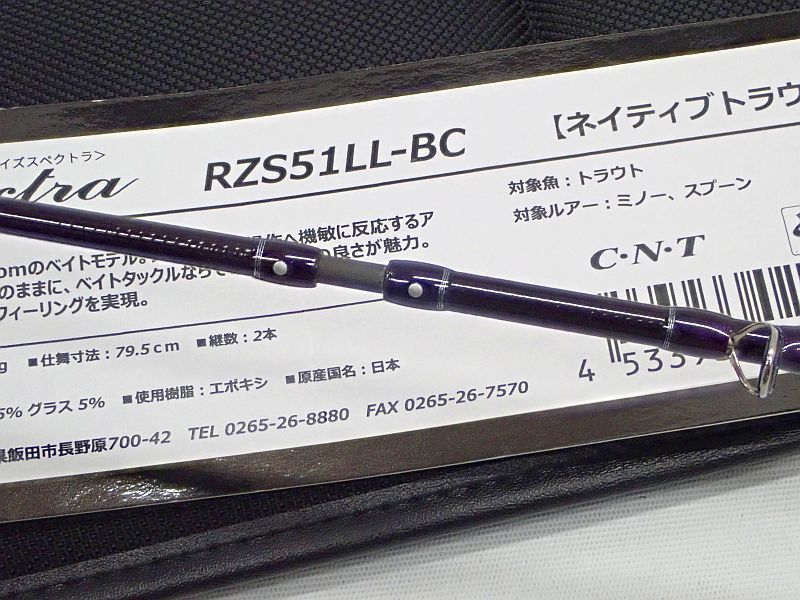 イズスペクトラ＞
ctra
RZS51LL-BC
【ネイティブトラウ
対象魚：トラウト
対象ルアー：ミノー、スプーン
へ機敏に反応するア
のベイトモデル。
の良さが魅力。
のままに、ベイトタックルなら
フィーリングを実現。
C・N・T
g ■仕舞寸法：79.5cm ■継数：2本
5% グラス 5% ■使用樹脂：エポキシ ■原産国名：日本
県飯田市長野原700-42 TEL 0265-26-8880 FAX 0265-26-7570
4 533